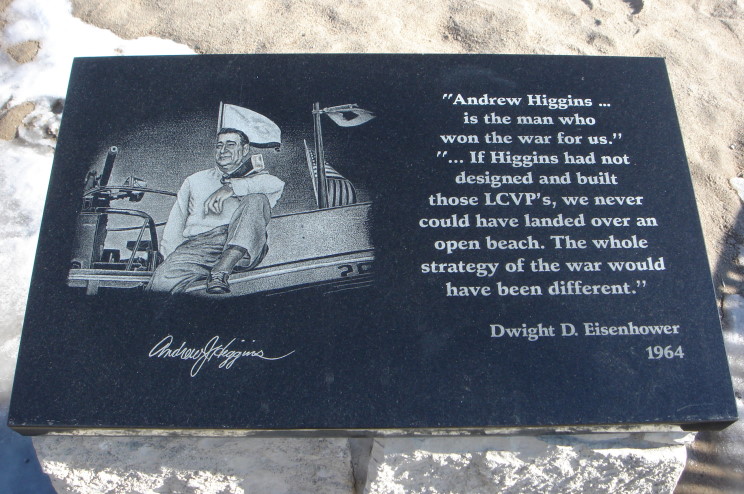 "Andrew Higgins ...
is the man who
won the war for us."
"... If Higgins had not
designed and built
those LCVP's, we never
could have landed over an
open beach. The whole
strategy of the war would
have been different."
Dwight D. Eisenhower
1964
Andrew J. Higgins